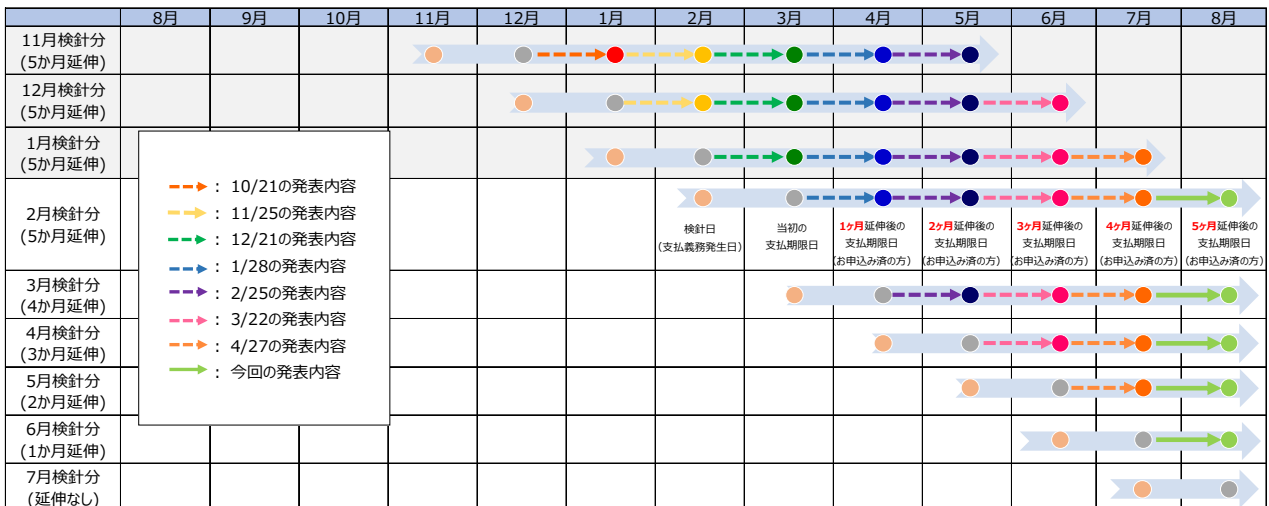 8月 9月 10月 11月 12月 1月 2月 3月 4月 5月 6月 7月 8月
11月検針分
(5か月延伸)
12月検針分
(5か月延伸)
1月検針分
(5か月延伸)
2月検針分
(5か月延伸)
検針日
(支払義務発生日)
当初の
支払期限日
1ヶ月延伸後の
支払期限日
(お申込み済の方)
2ヶ月延伸後の
支払期限日
(お申込み済の方)
3ヶ月延伸後の
支払期限日
(お申込み済の方)
4ヶ月延伸後の
支払期限日
(お申込み済の方)
5ヶ月延伸後の
支払期限日
(お申込み済の方)
3月検針分
(4か月延伸)
4月検針分
(3か月延伸)
5月検針分
(2か月延伸)
6月検針分
(1か月延伸)
7月検針分
(延伸なし)
: 10/21の発表内容
: 11/25の発表内容
: 12/21の発表内容
: 1/28の発表内容
: 2/25の発表内容
: 3/22の発表内容
: 4/27の発表内容
: 今回の発表内容